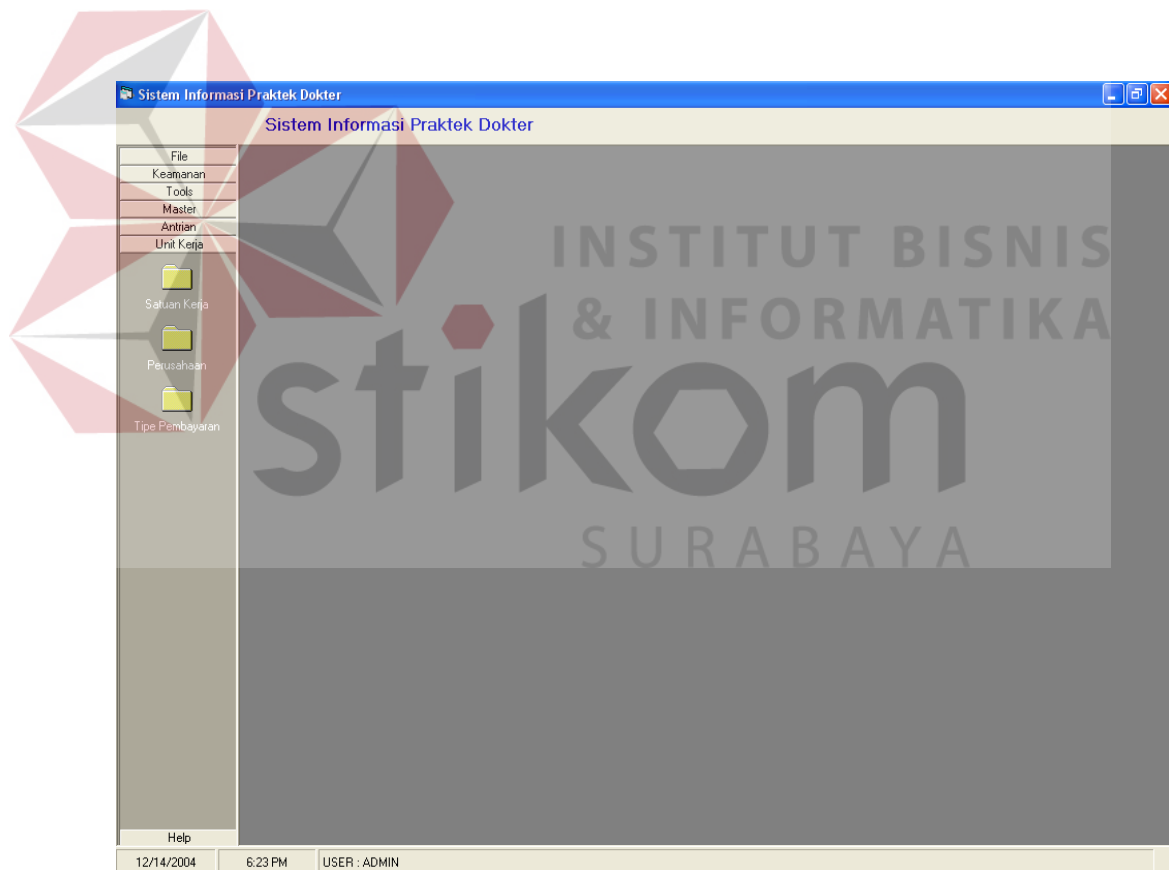 Sistem Informasi Praktek Dokter
Sistem Informasi Praktek Dokter
File
Keamanan
Tools
Master
Antrian
Unit Kerja
Satuan Kerja
Perusahaan
Tipe Pembayaran
Help
INSTITUT BISNIS
& INFORMATIKA
stikom
SURABAYA
12/14/2004 6:23 PM USER : ADMIN